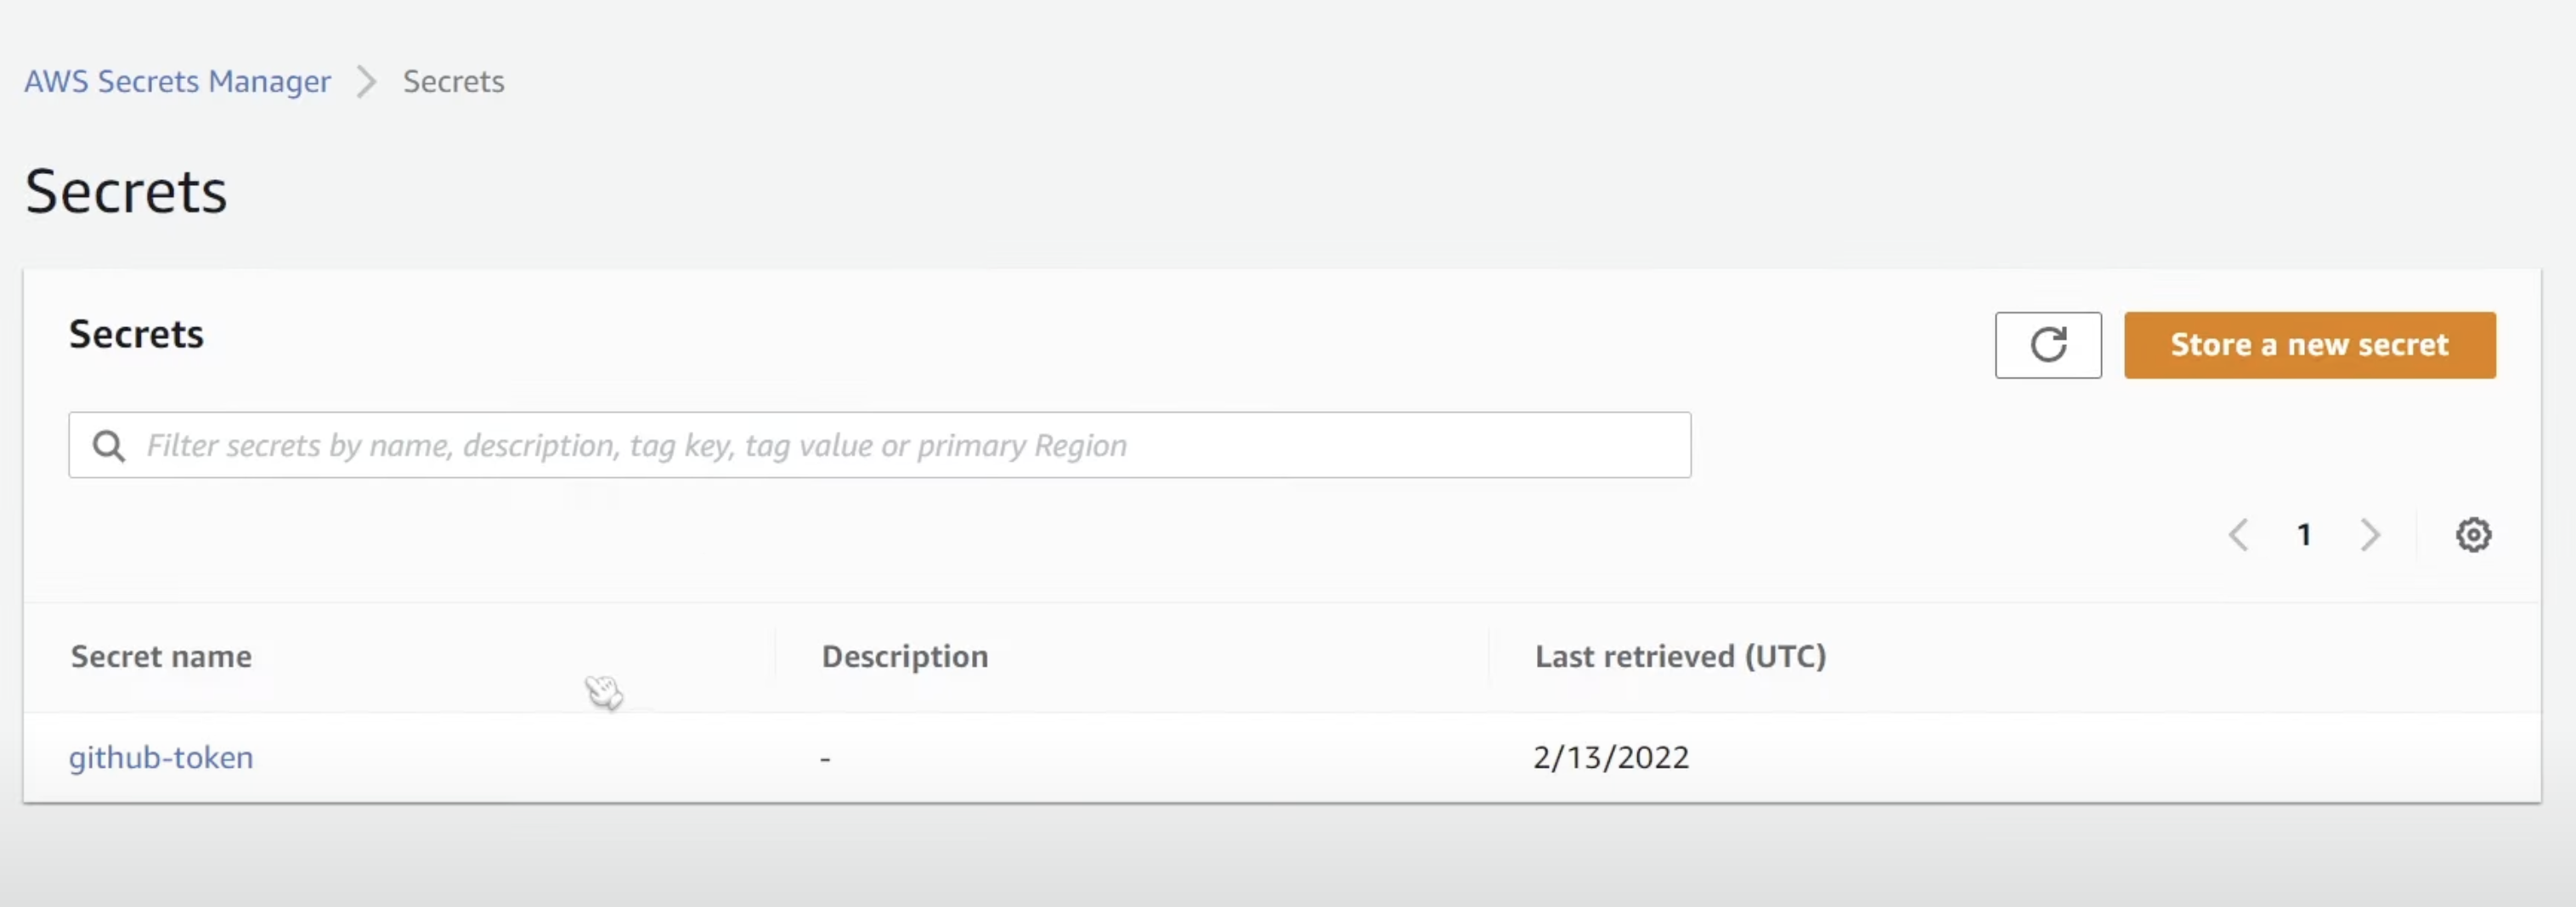 AWS Secrets Manager > Secrets
Secrets
Secrets
Store a new secret
Filter secrets by name, description, tag key, tag value or primary Region
1
Secret name Description Last retrieved (UTC)
github-token - 2/13/2022